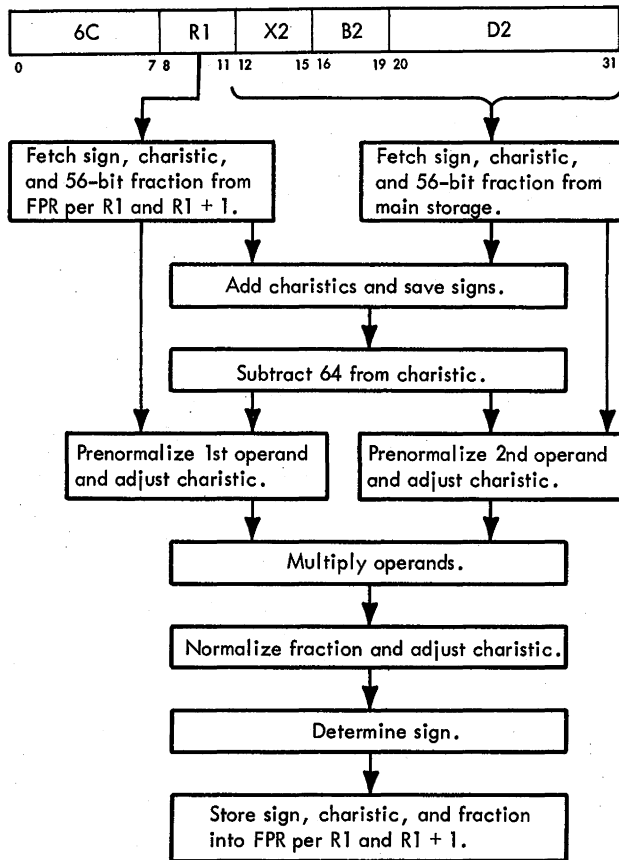 6C R1 X2 B2 D2
0 7 8 11 12 15 16 19 20 31
Fetch sign, charistic,
and 56-bit fraction from
FPR per R1 and R1 + 1.
Fetch sign, charistic,
and 56-bit fraction from
main storage.
Add charistics and save signs.
Subtract 64 from charistic.
Prenormalize 1st operand
and adjust charistic.
Prenormalize 2nd operand
and adjust charistic.
Multiply operands.
Normalize fraction and adjust charistic.
Determine sign.
Store sign, charistic, and fraction
into FPR per R1 and R1 + 1.